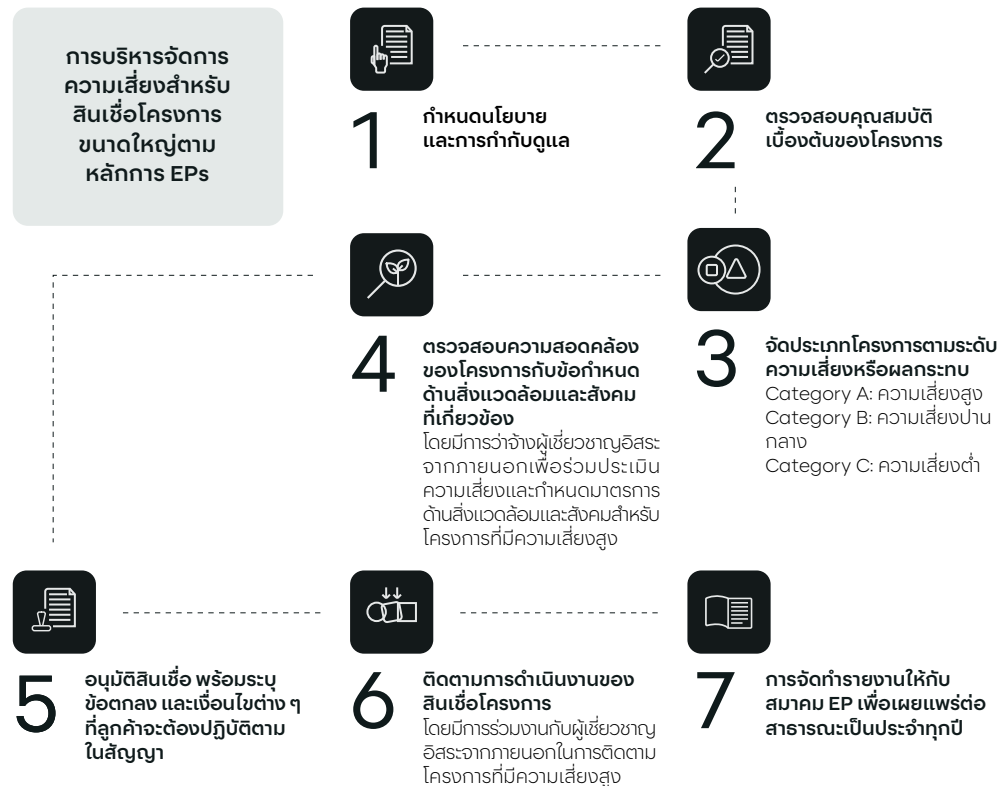 การบริหารจัดการ
ความเสี่ยงสำหรับ
สินเชื่อโครงการ
ขนาดใหญ่ตาม
หลักการ EPs
1
กำหนดนโยบาย
และการกำกับดูแล
2
ตรวจสอบคุณสมบัติ
เบื้องต้นของโครงการ
3
จัดประเภทโครงการตามระดับ
ความเสี่ยงหรือผลกระทบ
Category A: ความเสี่ยงสูง
Category B: ความเสี่ยงปาน
กลาง
Category C: ความเสี่ยงต่ำ
4
ตรวจสอบความสอดคล้อง
ของโครงการกับข้อกำหนด
ด้านสิ่งแวดล้อมและสังคม
ที่เกี่ยวข้อง
โดยมีการว่าจ้างผู้เชี่ยวชาญอิสระ
จากภายนอกเพื่อร่วมประเมิน
ความเสี่ยงและกำหนดมาตรการ
ด้านสิ่งแวดล้อมและสังคมสำหรับ
โครงการที่มีความเสี่ยงสูง
5
อนุมัติสินเชื่อ พร้อมระบุ
ข้อตกลง และเงื่อนไขต่าง ๆ
ที่ลูกค้าจะต้องปฏิบัติตาม
ในสัญญา
6
ติดตามการดำเนินงานของ
สินเชื่อโครงการ
โดยมีการร่วมงานกับผู้เชี่ยวชาญ
อิสระจากภายนอกในการติดตาม
โครงการที่มีความเสี่ยงสูง
7
การจัดทำรายงานให้กับ
สมาคม EP เพื่อเผยแพร่ต่อ
สาธารณะเป็นประจำทุกปี